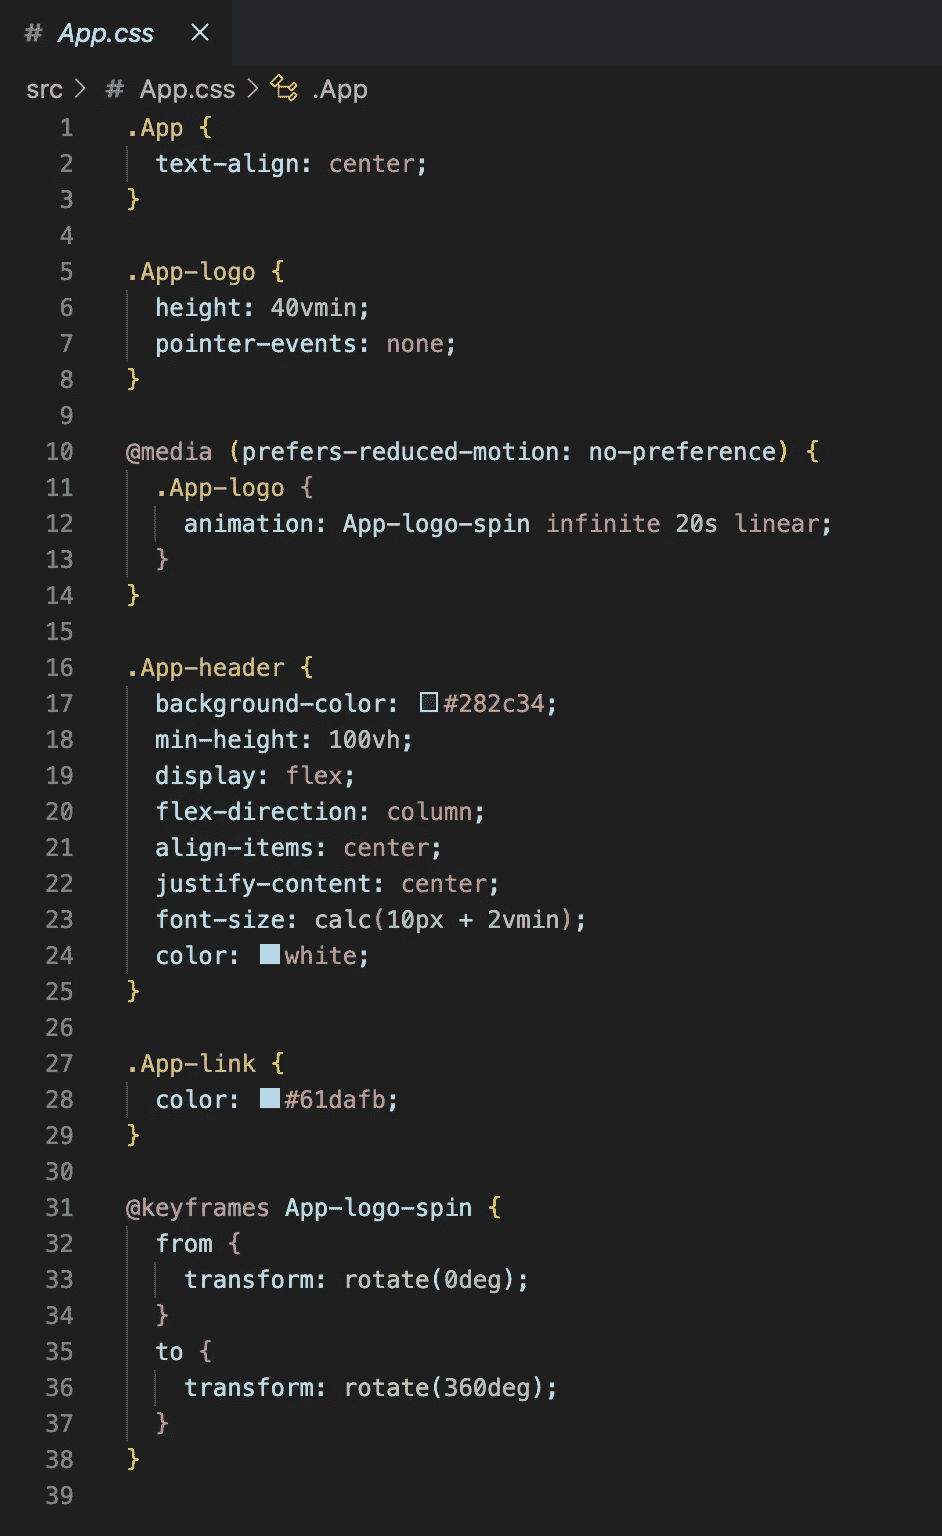 # App.css ×
src > # App.css > .App
1 .App {
2   text-align: center;
3 }
4
5 .App-logo {
6   height: 40vmin;
7   pointer-events: none;
8 }
9
10 @media (prefers-reduced-motion: no-preference) {
11   .App-logo {
12     animation: App-logo-spin infinite 20s linear;
13   }
14 }
15
16 .App-header {
17   background-color: #282c34;
18   min-height: 100vh;
19   display: flex;
20   flex-direction: column;
21   align-items: center;
22   justify-content: center;
23   font-size: calc(10px + 2vmin);
24   color: white;
25 }
26
27 .App-link {
28   color: #61dafb;
29 }
30
31 @keyframes App-logo-spin {
32   from {
33     transform: rotate(0deg);
34   }
35   to {
36     transform: rotate(360deg);
37   }
38 }
39